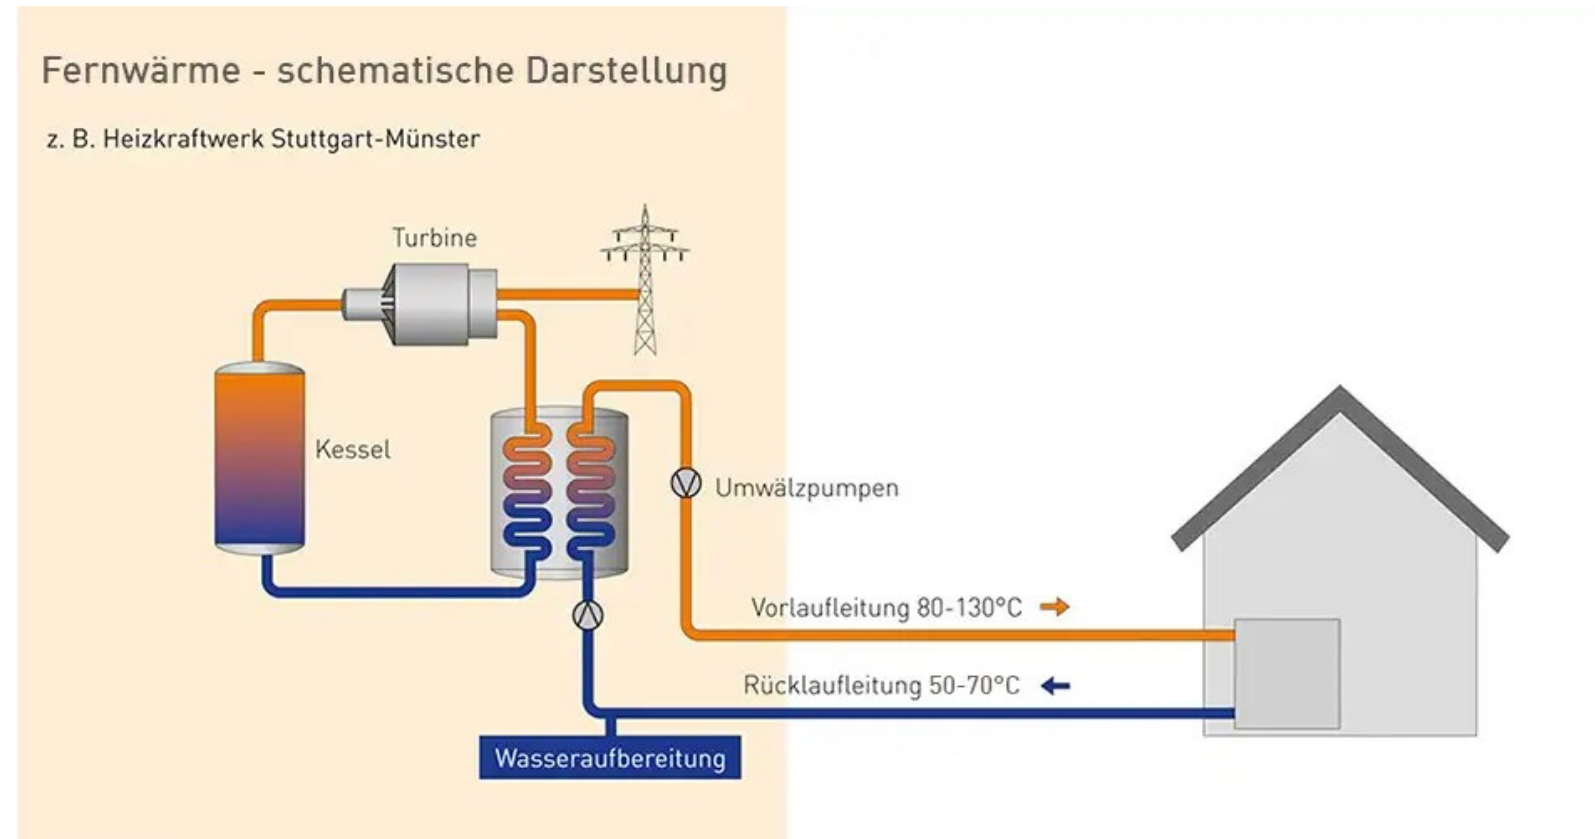 Fernwärme - schematische Darstellung
z. B. Heizkraftwerk Stuttgart-Münster
Turbine
Kessel
Umwälzpumpen
Vorlaufleitung 80-130°C
Rücklaufleitung 50-70°C
Wasseraufbereitung